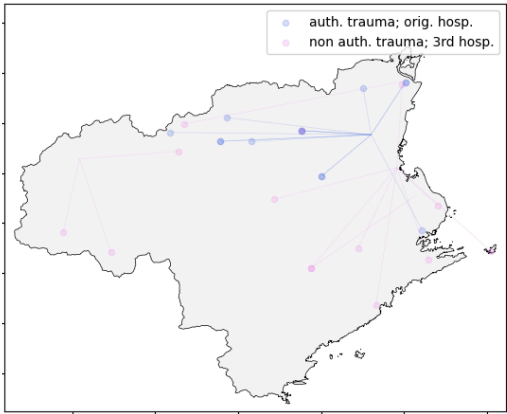 auth. trauma; orig. hosp.
non auth. trauma; 3rd hosp.